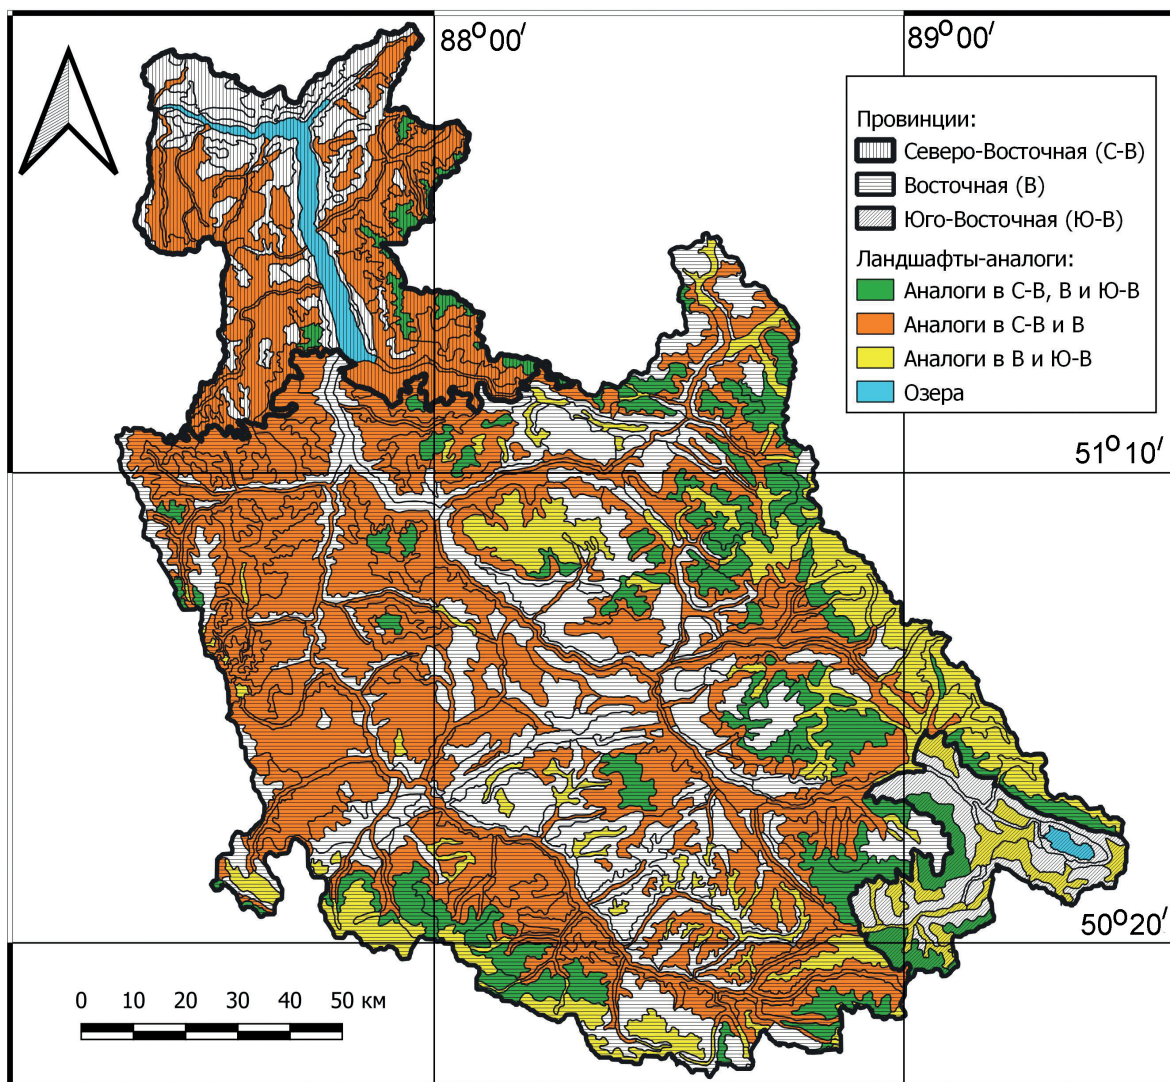 88° 00′
89° 00′
Провинции:
Северо-Восточная (С-В)
Восточная (В)
Юго-Восточная (Ю-В)
Ландшафты-аналоги:
Аналоги в С-В, В и Ю-В
Аналоги в С-В и В
Аналоги в В и Ю-В
Озера
51° 10′
50° 20′
0 10 20 30 40 50 км